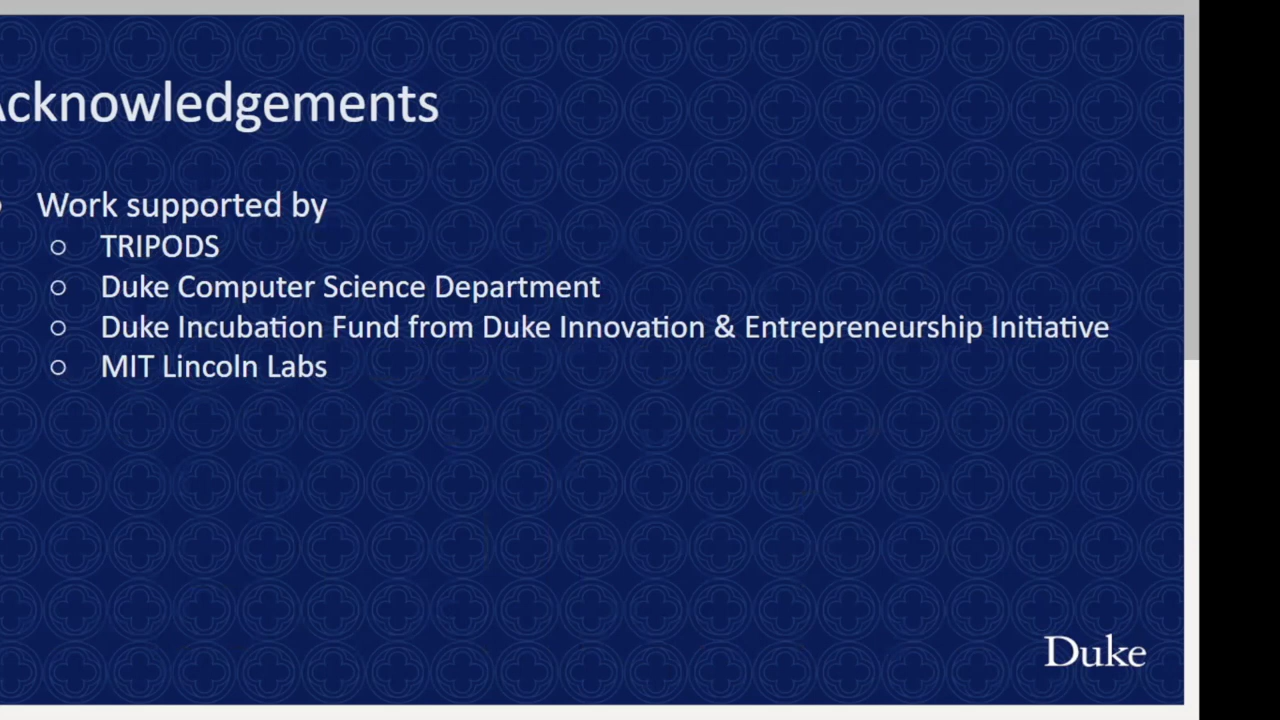 Acknowledgements
Work supported by
TRIPODS
Duke Computer Science Department
Duke Incubation Fund from Duke Innovation & Entrepreneurship Initiative
MIT Lincoln Labs
Duke